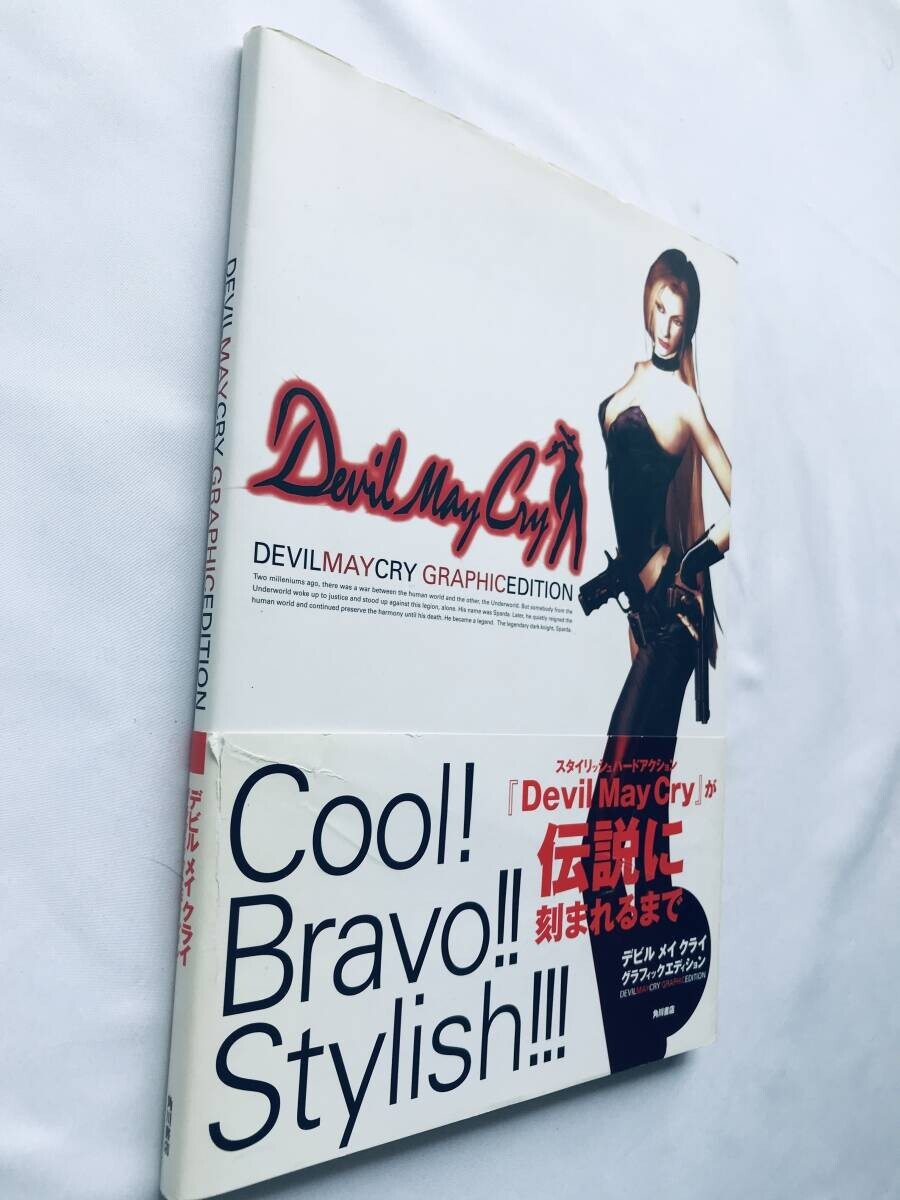 DEVILMAYCRY GRAPHICEDITION
デビル メイ クライ
角川書店
Devil May Cry
DEVILMAYCRY GRAPHICEDITION
Two milleniums ago, there was a war between the human world and the other, the Underworld. But somebody from the
Underworld woke up to justice and stood up against this legion, alone. His name was Sparda. Later, he quietly reigned the
human world and continued preserve the harmony until his death. He became a legend. The legendary dark knight, Sparda.
Cool!
Bravo!!
Stylish!!!
スタイリッシュハードアクション
『Devil May Cry』が
伝説に
刻まれるまで
デビル メイ クライ
グラフィックエディション
DEVILMAYCRY GRAPHICEDITION
角川書店